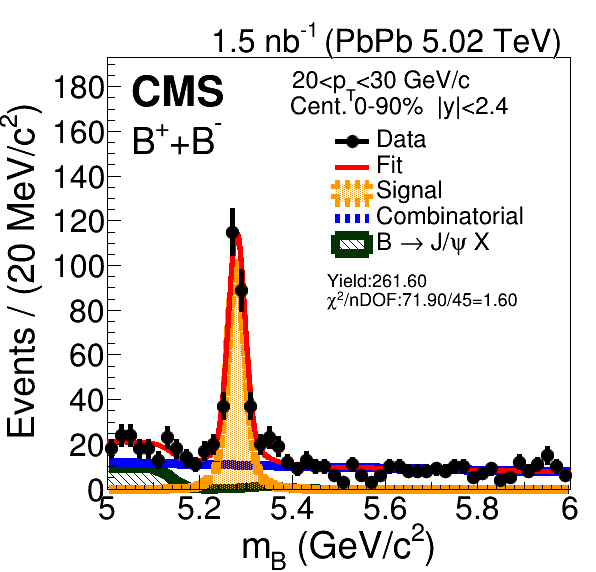 1.5 nb⁻¹ (PbPb 5.02 TeV)
CMS
B⁺+B⁻
20<p_T<30 GeV/c
Cent. 0-90% |y|<2.4
Data
Fit
Signal
Combinatorial
B → J/ψ X
Yield:261.60
χ²/nDOF:71.90/45=1.60
Events / (20 MeV/c²)
180
160
140
120
100
80
60
40
20
0
5 5.2 5.4 5.6 5.8 6
m_B (GeV/c²)